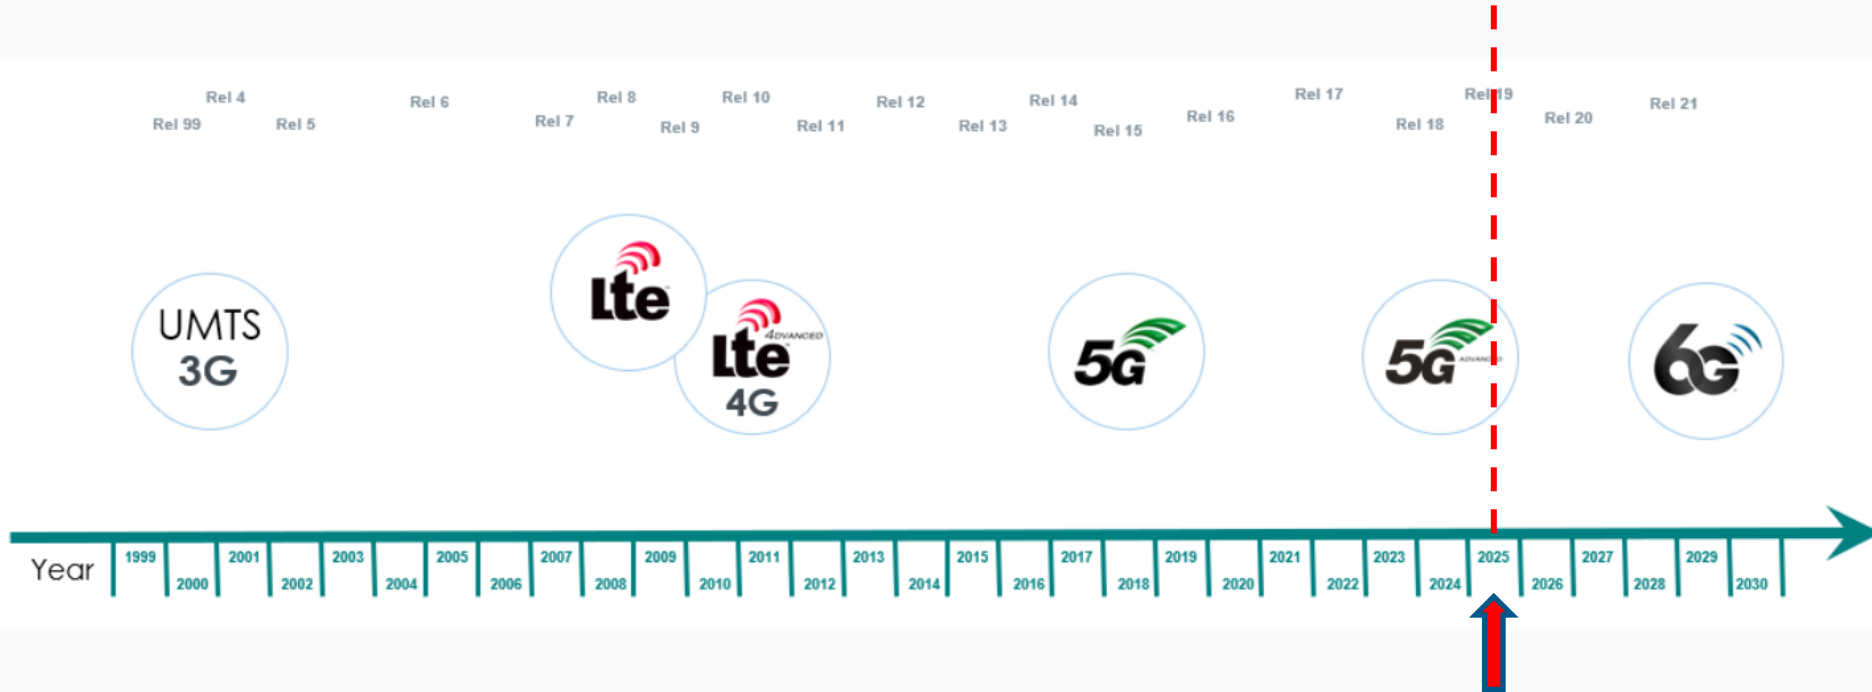 Rel 99
Rel 4
Rel 5
Rel 6
Rel 7
Rel 8
Rel 9
Rel 10
Rel 11
Rel 12
Rel 13
Rel 14
Rel 15
Rel 16
Rel 17
Rel 18
Rel 19
Rel 20
Rel 21
UMTS
3G
Lte
4DVANCED
Lte
4G
5G
5G
ADVANCED
6G
Year
1999
2000
2001
2002
2003
2004
2005
2006
2007
2008
2009
2010
2011
2012
2013
2014
2015
2016
2017
2018
2019
2020
2021
2022
2023
2024
2025
2026
2027
2028
2029
2030